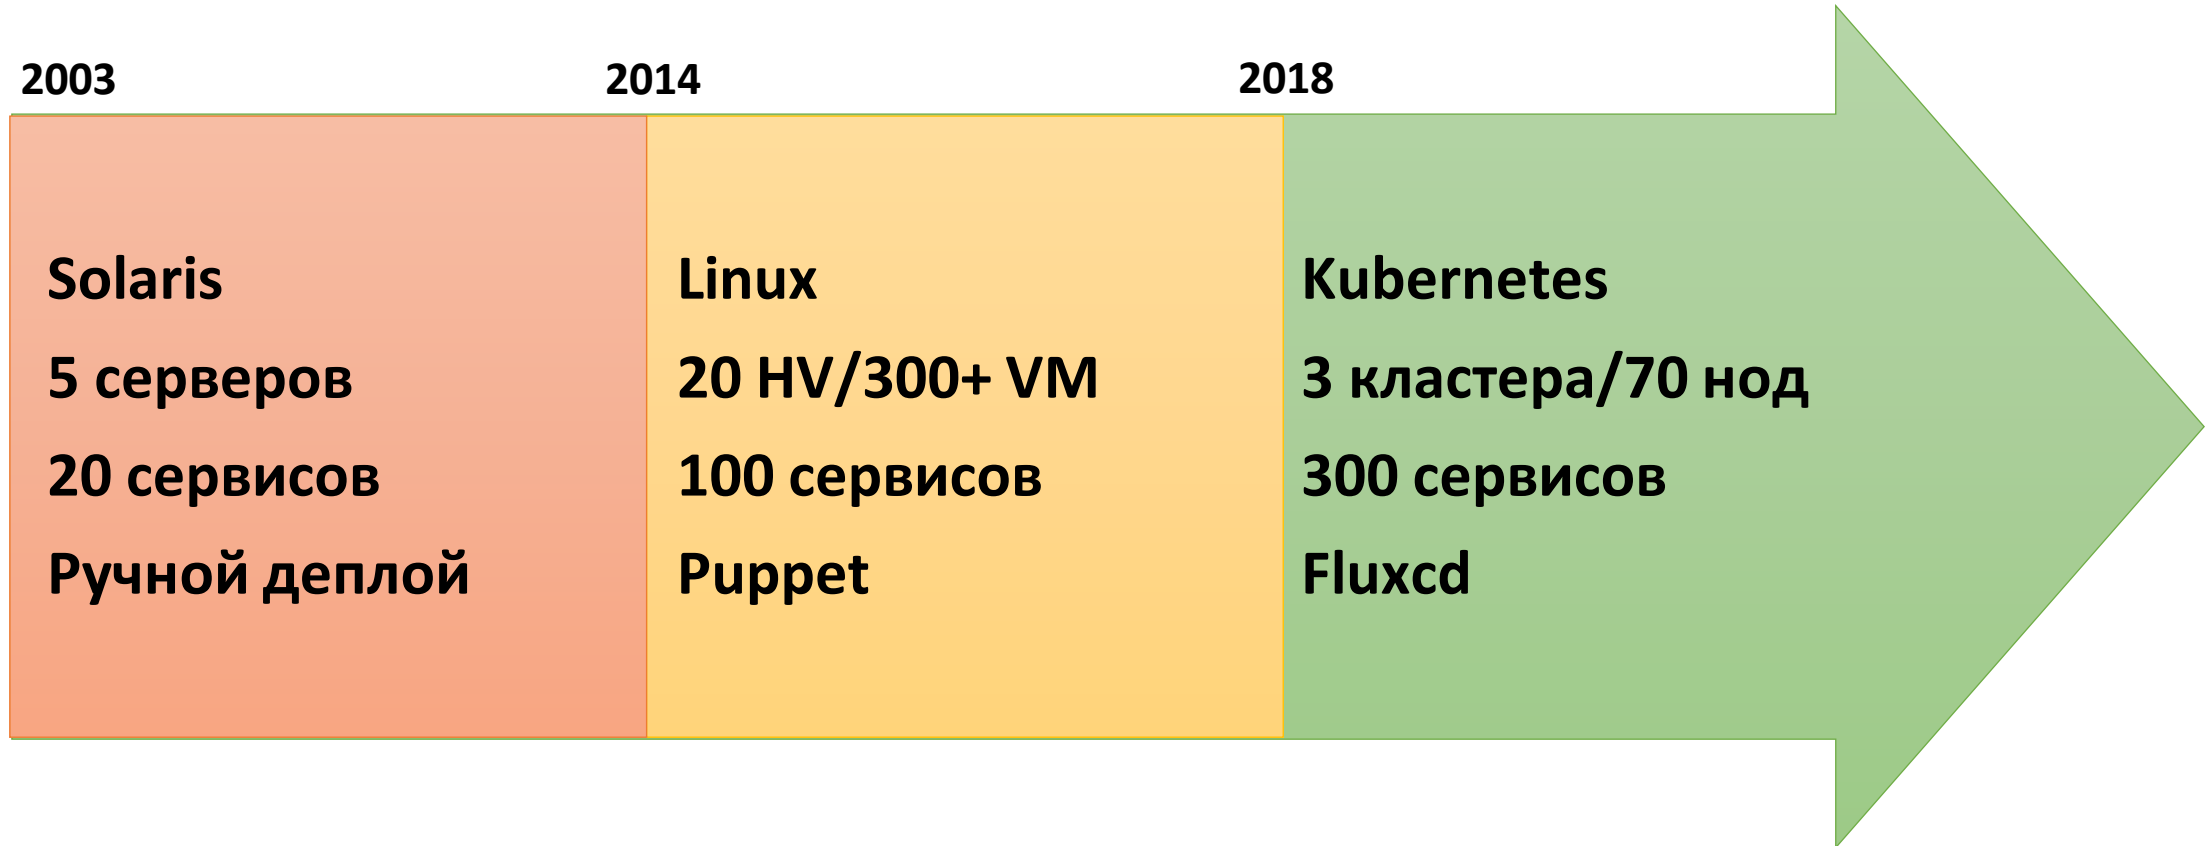 2003
2014
2018
Solaris
5 серверов
20 сервисов
Ручной деплой
Linux
20 HV/300+ VM
100 сервисов
Puppet
Kubernetes
3 кластера/70 нод
300 сервисов
Fluxcd